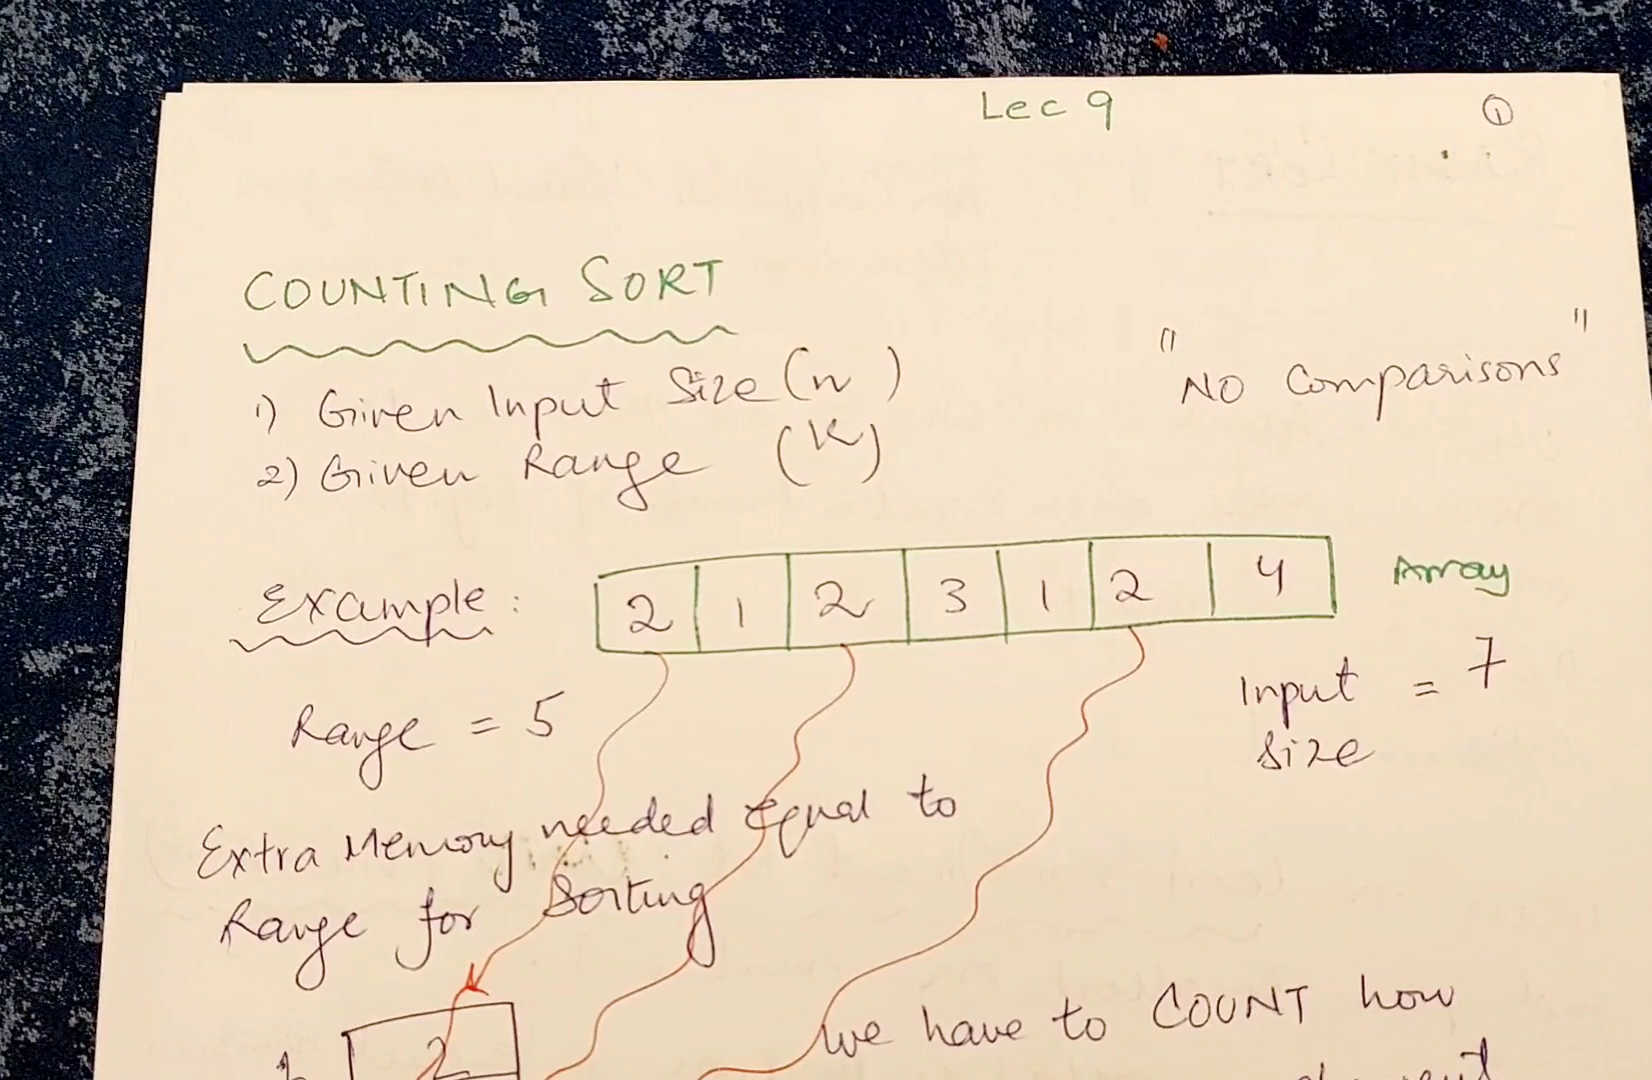 Lec 9
①
COUNTING SORT
1) Given Input Size (n)
"No Comparisons"
2) Given Range (K)
Example :
2 1 2 3 1 2 4
Array
Range = 5
Input Size = 7
Extra Memory needed equal to
Range for Sorting
we have to COUNT how
2